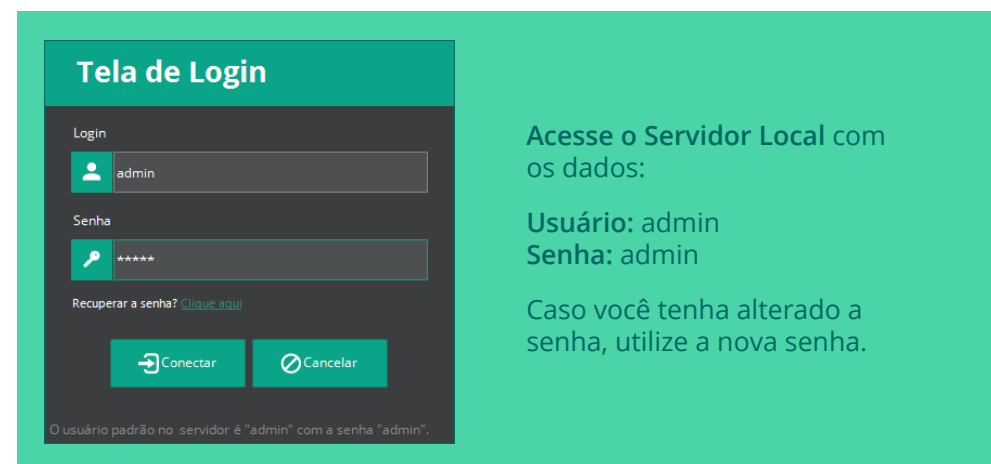 Tela de Login
Login
admin
Senha
*****
Recuperar a senha? Clique aqui
Conectar
Cancelar
O usuário padrão no servidor é "admin" com a senha "admin".
Acesse o Servidor Local com
os dados:
Usuário: admin
Senha: admin
Caso você tenha alterado a
senha, utilize a nova senha.